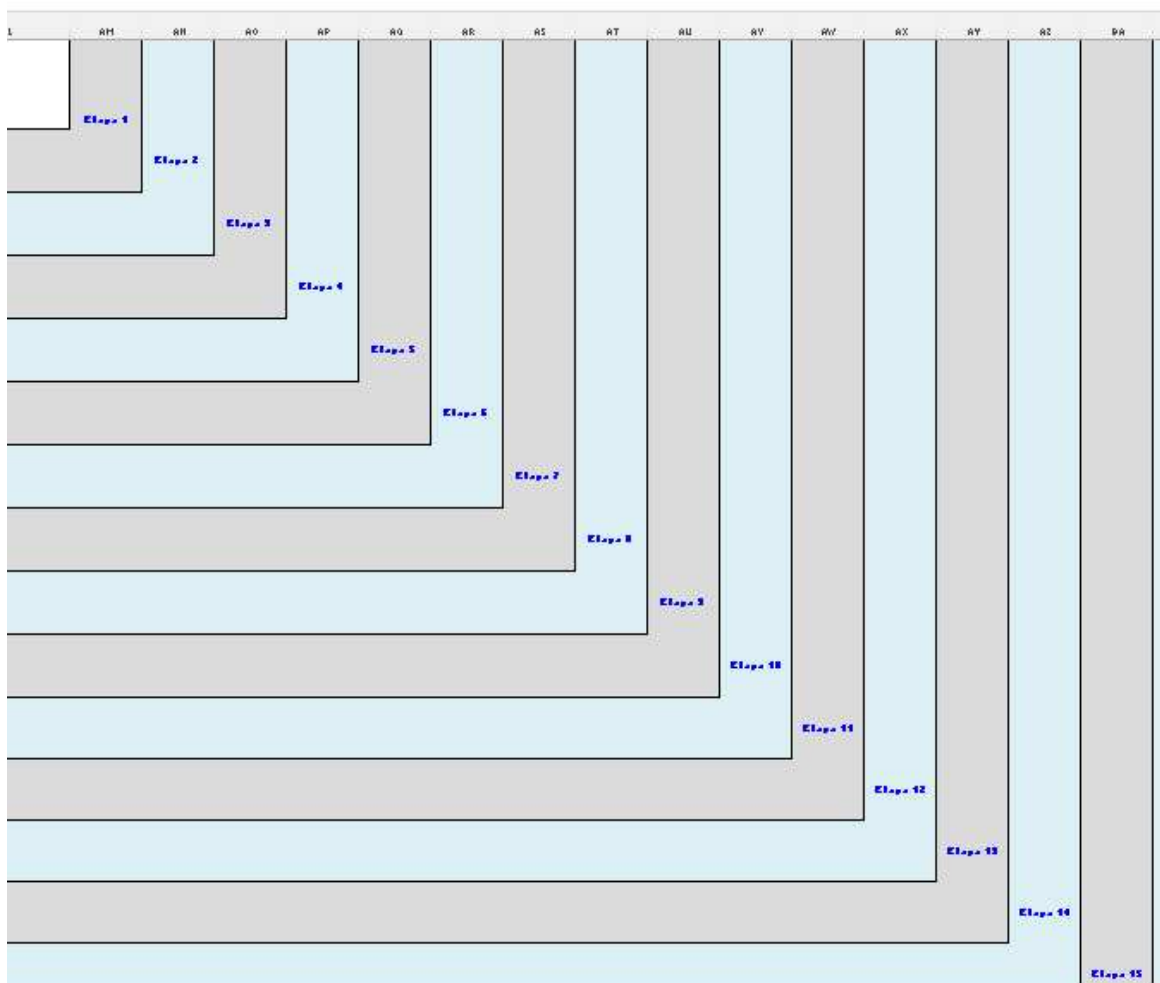 AM AN AO AP AQ AR AS AT AU AV AW AX AY AZ BA
Etapa 1
Etapa 2
Etapa 3
Etapa 4
Etapa 5
Etapa 6
Etapa 7
Etapa 8
Etapa 9
Etapa 10
Etapa 11
Etapa 12
Etapa 13
Etapa 14
Etapa 15